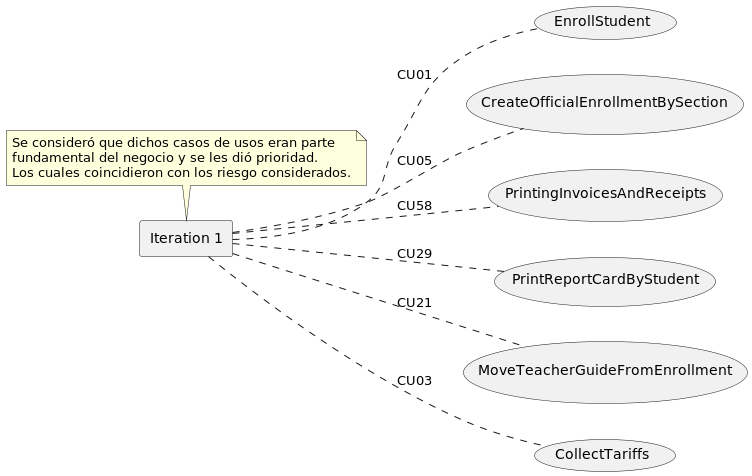 EnrollStudent
CU01
CreateOfficialEnrollmentBySection
Se consideró que dichos casos de usos eran parte
fundamental del negocio y se les dió prioridad.
Los cuales coincidieron con los riesgo considerados.
CU05
PrintingInvoicesAndReceipts
CU58
Iteration 1
CU29
PrintReportCardByStudent
CU21
MoveTeacherGuideFromEnrollment
CU03
CollectTariffs